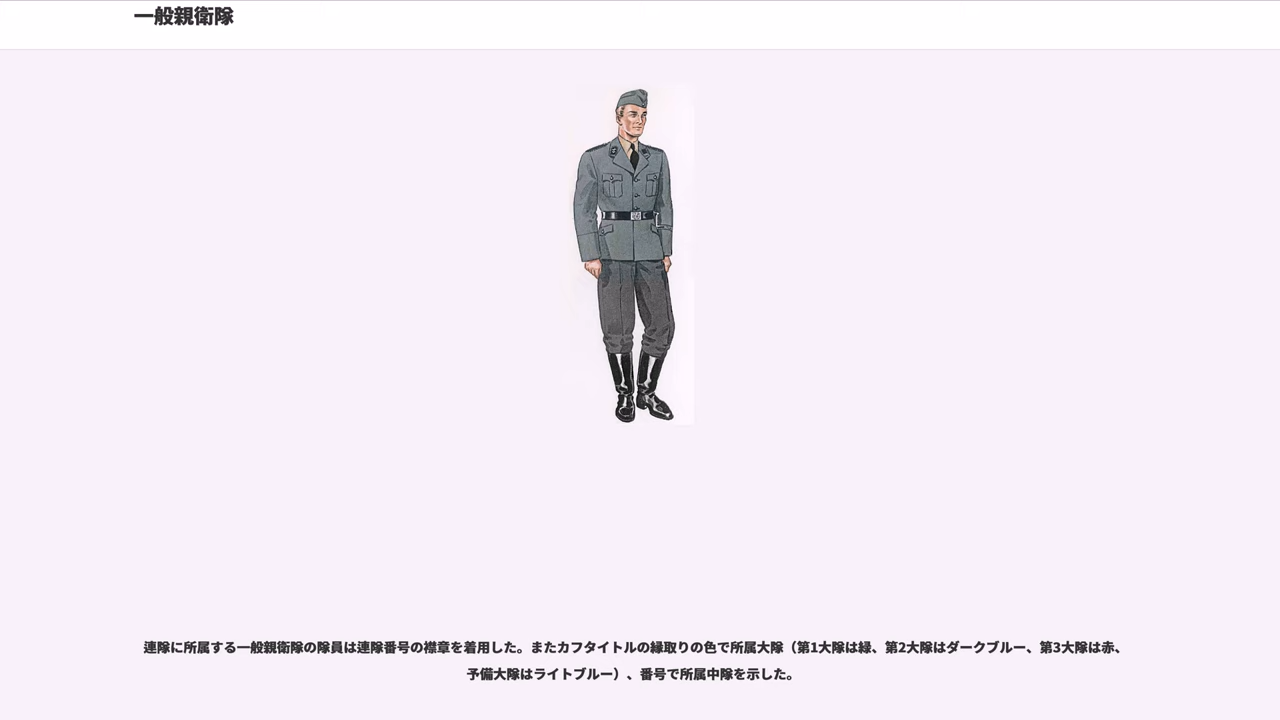 一般親衛隊
連隊に所属する一般親衛隊の隊員は連隊番号の襟章を着用した。またカフタイトルの縁取りの色で所属大隊（第1大隊は緑、第2大隊はダークブルー、第3大隊は赤、
予備大隊はライトブルー）、番号で所属中隊を示した。